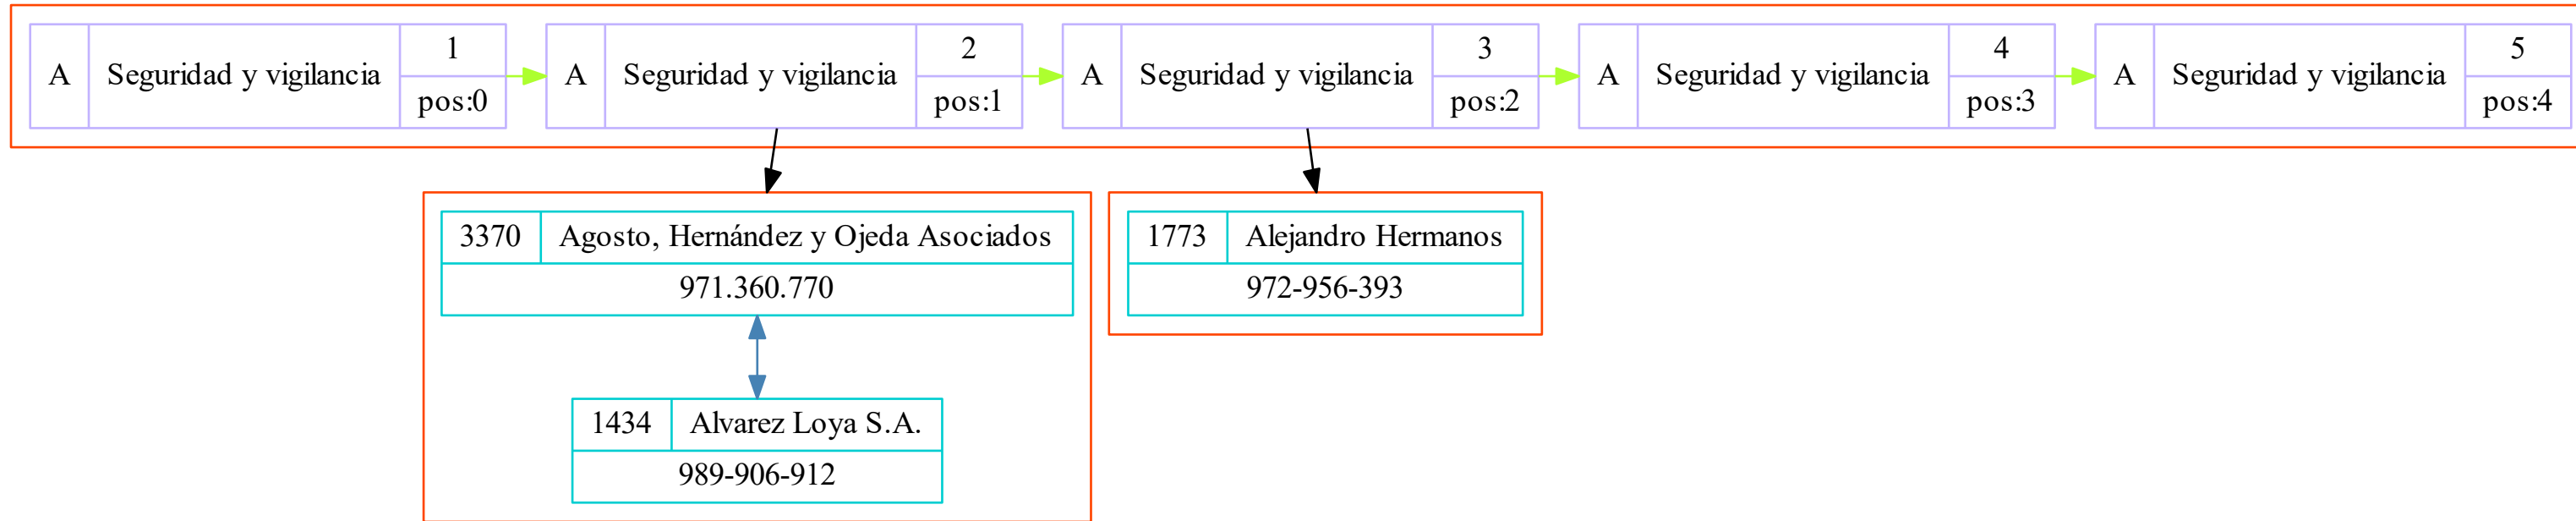 A Seguridad y vigilancia 1 pos:0
A Seguridad y vigilancia 2 pos:1
A Seguridad y vigilancia 3 pos:2
A Seguridad y vigilancia 4 pos:3
A Seguridad y vigilancia 5 pos:4
3370 Agosto, Hernández y Ojeda Asociados
971.360.770
1434 Alvarez Loya S.A.
989-906-912
1773 Alejandro Hermanos
972-956-393